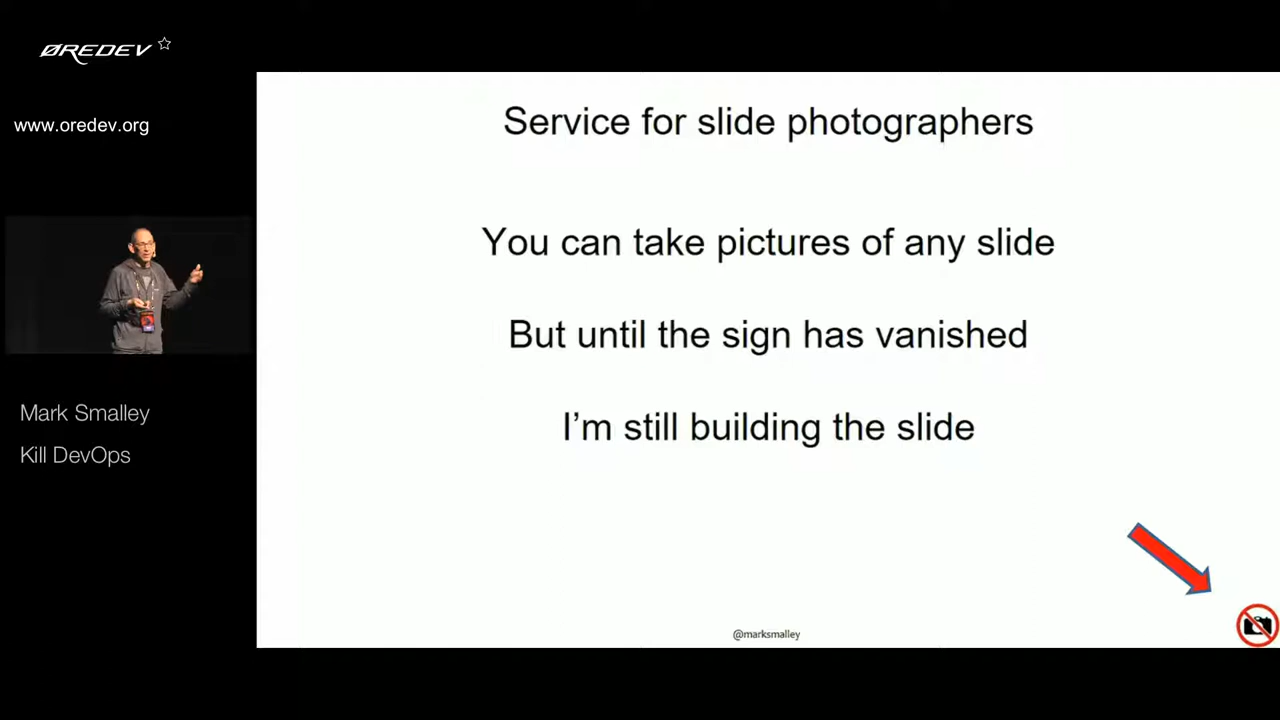 ØREDEV
www.oredev.org
Mark Smalley
Kill DevOps
Service for slide photographers
You can take pictures of any slide
But until the sign has vanished
I'm still building the slide
@marksmalley